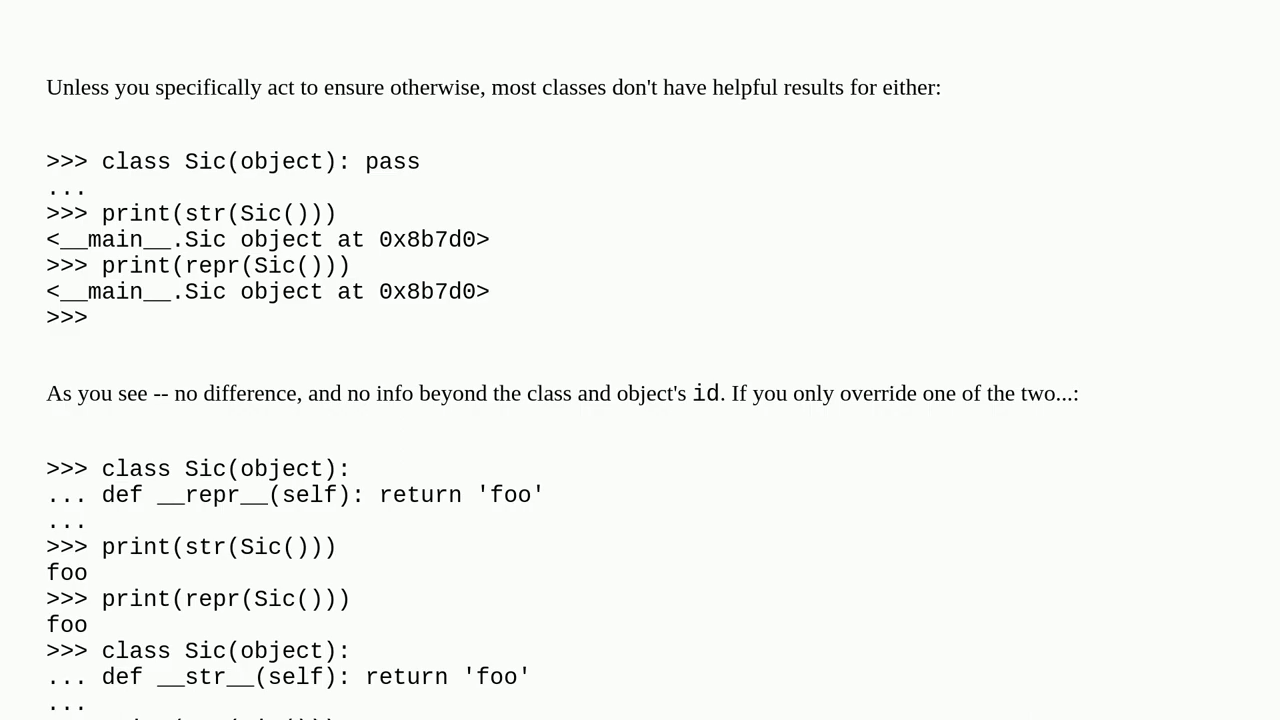 Unless you specifically act to ensure otherwise, most classes don't have helpful results for either:
>>> class Sic(object): pass
...
>>> print(str(Sic()))
<__main__.Sic object at 0x8b7d0>
>>> print(repr(Sic()))
<__main__.Sic object at 0x8b7d0>
>>>
As you see -- no difference, and no info beyond the class and object's id. If you only override one of the two...:
>>> class Sic(object):
... def __repr__(self): return 'foo'
...
>>> print(str(Sic()))
foo
>>> print(repr(Sic()))
foo
>>> class Sic(object):
... def __str__(self): return 'foo'
...